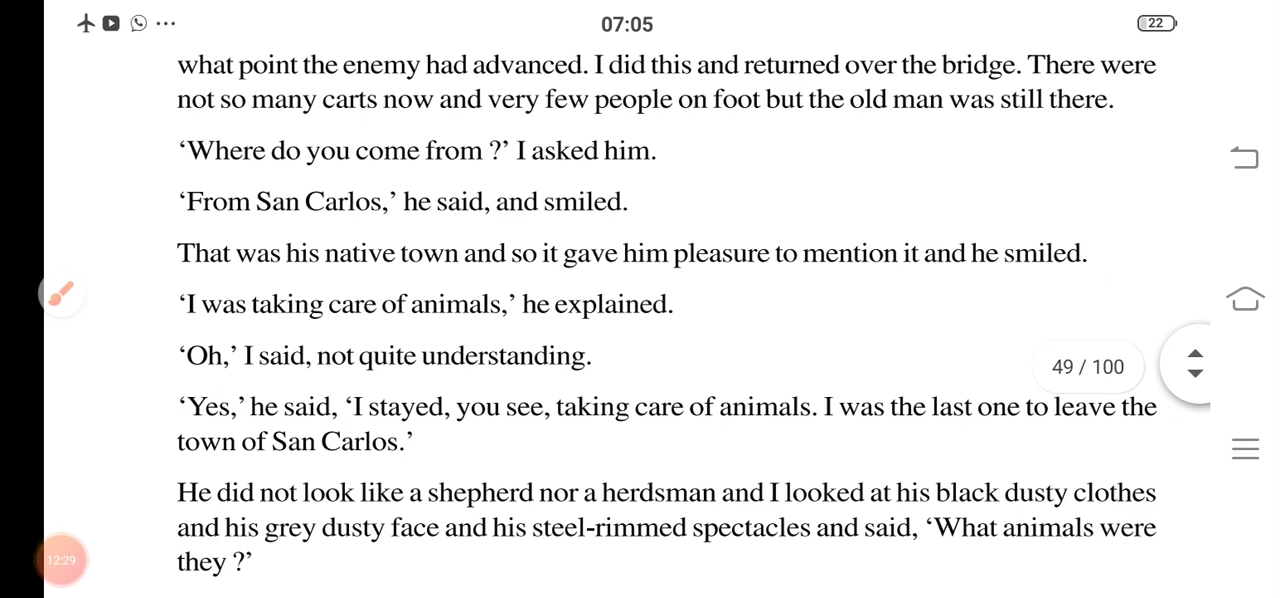 07:05
22
what point the enemy had advanced. I did this and returned over the bridge. There were
not so many carts now and very few people on foot but the old man was still there.
‘Where do you come from ?’ I asked him.
‘From San Carlos,’ he said, and smiled.
That was his native town and so it gave him pleasure to mention it and he smiled.
‘I was taking care of animals,’ he explained.
‘Oh,’ I said, not quite understanding.
49 / 100
‘Yes,’ he said, ‘I stayed, you see, taking care of animals. I was the last one to leave the
town of San Carlos.’
He did not look like a shepherd nor a herdsman and I looked at his black dusty clothes
and his grey dusty face and his steel-rimmed spectacles and said, ‘What animals were
they ?’
12:29